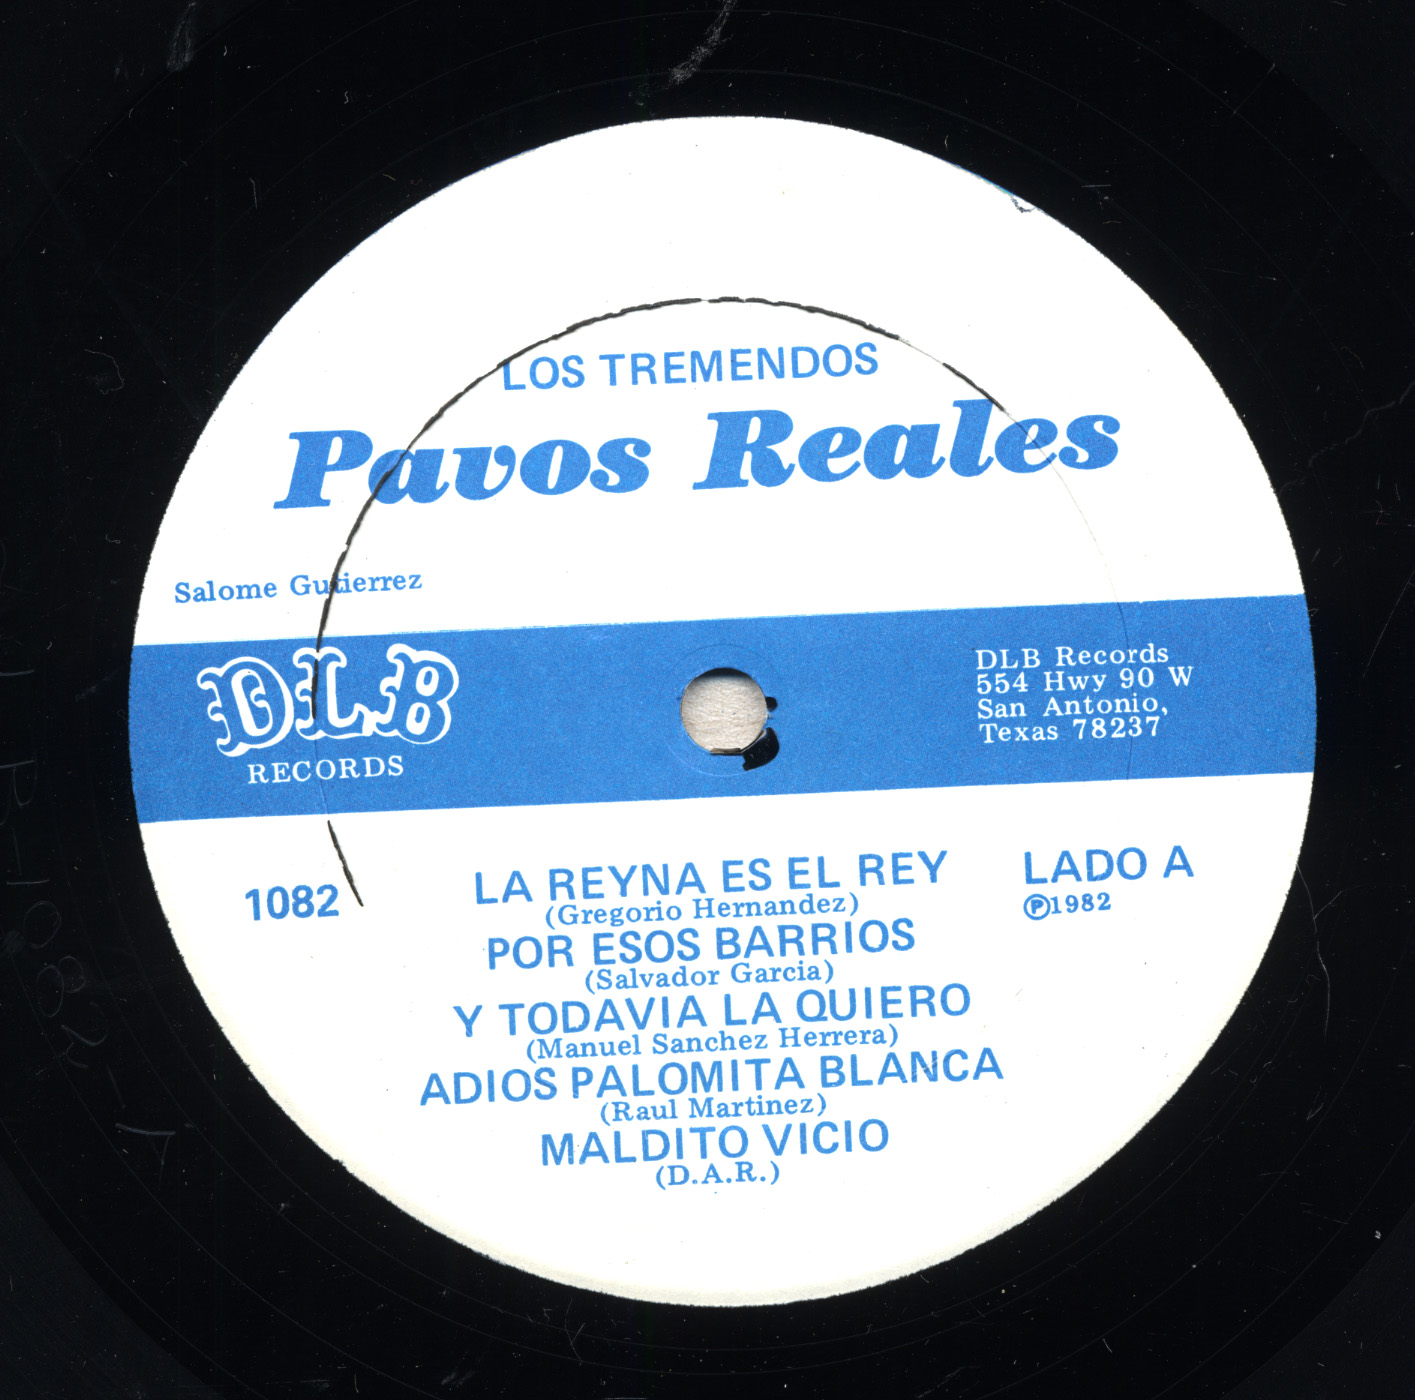 LOS TREMENDOS
Pavos Reales
Salome Gutierrez
DLB
RECORDS
DLB Records
554 Hwy 90 W
San Antonio,
Texas 78237
1082
LADO A
Ⓟ1982
LA REYNA ES EL REY
(Gregorio Hernandez)
POR ESOS BARRIOS
(Salvador Garcia)
Y TODAVIA LA QUIERO
(Manuel Sanchez Herrera)
ADIOS PALOMITA BLANCA
(Raul Martinez)
MALDITO VICIO
(D.A.R.)